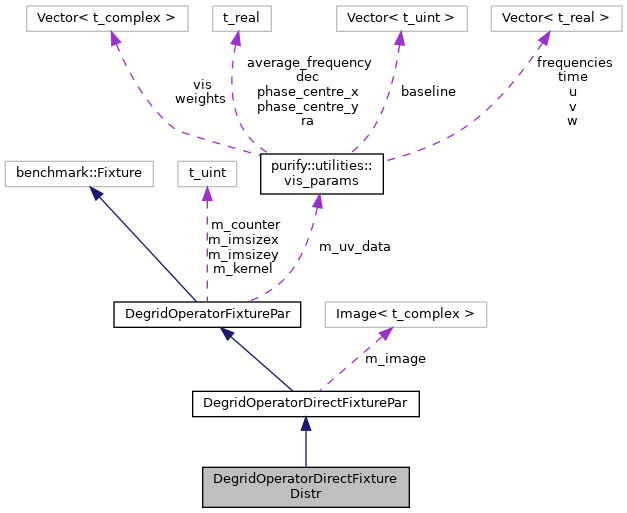 Vector< t_complex >
t_real
Vector< t_uint >
Vector< t_real >
vis
weights
average_frequency
dec
phase_centre_x
phase_centre_y
ra
baseline
frequencies
time
u
v
w
benchmark::Fixture
t_uint
purify::utilities::
vis_params
m_counter
m_imsizex
m_imsizey
m_kernel
m_uv_data
DegridOperatorFixturePar
Image< t_complex >
m_image
DegridOperatorDirectFixturePar
DegridOperatorDirectFixture
Distr